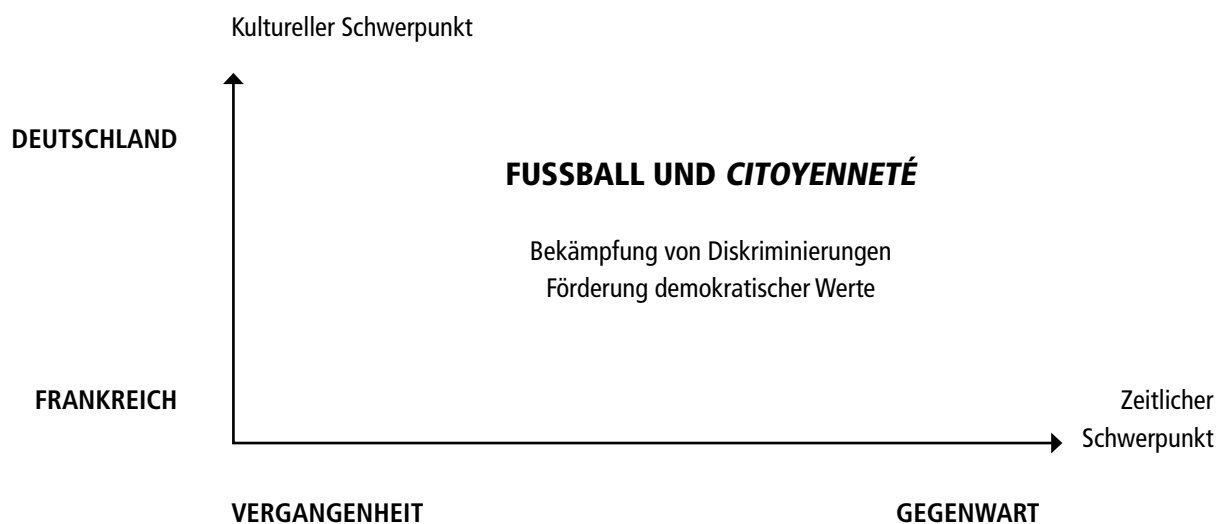 Kultureller Schwerpunkt
DEUTSCHLAND
FUSSBALL UND CITOYENNETÉ
Bekämpfung von Diskriminierungen
Förderung demokratischer Werte
FRANKREICH
Zeitlicher
Schwerpunkt
VERGANGENHEIT
GEGENWART